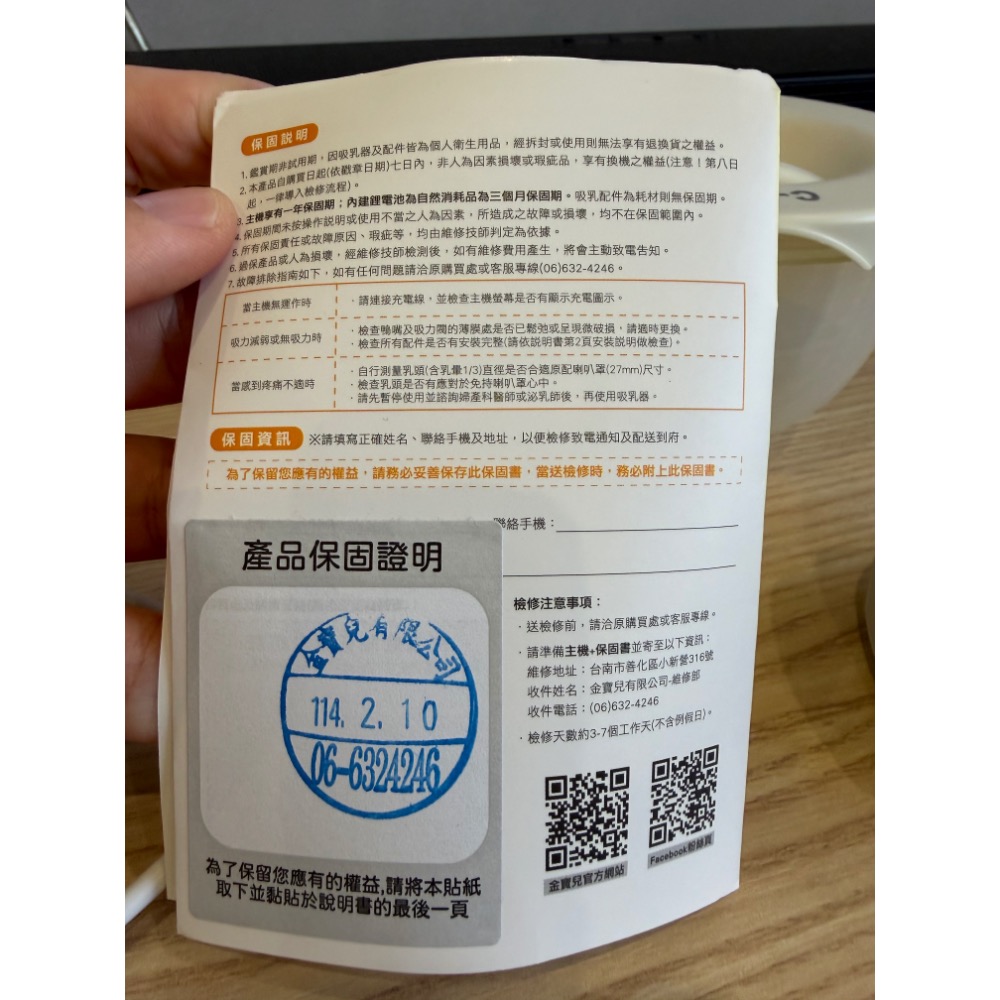 保固說明
1. 鑑賞期非試用期,因吸乳器及配件皆為個人衛生用品,經拆封或使用則無法享有退換貨之權益。
2. 本產品自購買日起(依戳章日期)七日內,非人為因素損壞或瑕疵品,享有換機之權益(注意!第八日
起,一律導入檢修流程)。
3. 主機享有一年保固期;內建鋰電池為自然消耗品為三個月保固期。吸乳配件為耗材則無保固期。
4. 保固期間未按操作說明或使用不當之人為因素,所造成之故障或損壞,均不在保固範圍內。
5. 所有保固責任或故障原因、瑕疵等,均由維修技師判定為依據。
6. 過保產品或人為損壞,經維修技師檢測後,如有維修費用產生,將會主動致電告知。
7. 故障排除指南如下,如有任何問題請洽原購買處或客服專線(06)632-4246。
當主機無運作時
· 請連接充電線,並檢查主機螢幕是否有顯示充電圖示。
吸力減弱或無吸力時
· 檢查鴨嘴及吸力閥的薄膜處是否已鬆弛或呈現微破損,請適時更換。
· 檢查所有配件是否有安裝完整(請依說明書第2頁安裝說明做檢查)。
當感到疼痛不適時
· 自行測量乳頭(含乳暈1/3)直徑是否合適原配喇叭罩(27mm)尺寸。
· 檢查乳頭是否有應對於免持喇叭罩心中。
· 請先暫停使用並諮詢婦產科醫師或泌乳師後,再使用吸乳器。
保固資訊 ※請填寫正確姓名、聯絡手機及地址,以便檢修致電通知及配送到府。
為了保留您應有的權益,請務必妥善保存此保固書,當送檢修時,務必附上此保固書。
聯絡手機:
產品保固證明
金寶兒有限公司
114. 2. 10
06-6324246
為了保留您應有的權益,請將本貼紙
取下並黏貼於說明書的最後一頁
檢修注意事項:
· 送檢修前,請洽原購買處或客服專線。
· 請準備主機+保固書並寄至以下資訊:
維修地址:台南市善化區小新營316號
收件姓名:金寶兒有限公司-維修部
收件電話:(06)632-4246
· 檢修天數約3-7個工作天(不含例假日)。
金寶兒官方網站
Facebook粉絲頁